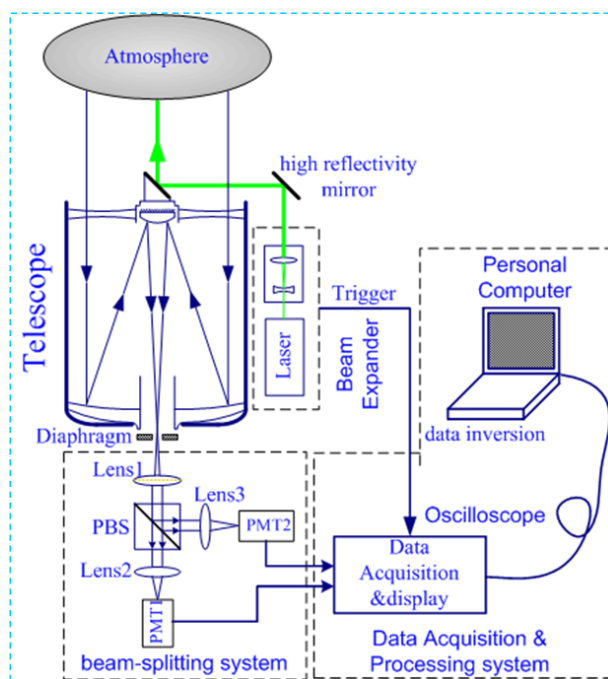 Atmosphere
high reflectivity
mirror
Telescope
Laser
Beam
Expander
Trigger
Personal
Computer
data inversion
Diaphragm
Lens1
Lens3
PBS
PMT2
Lens2
PMT1
Oscilloscope
Data
Acquisition
&display
beam-splitting system
Data Acquisition &
Processing system